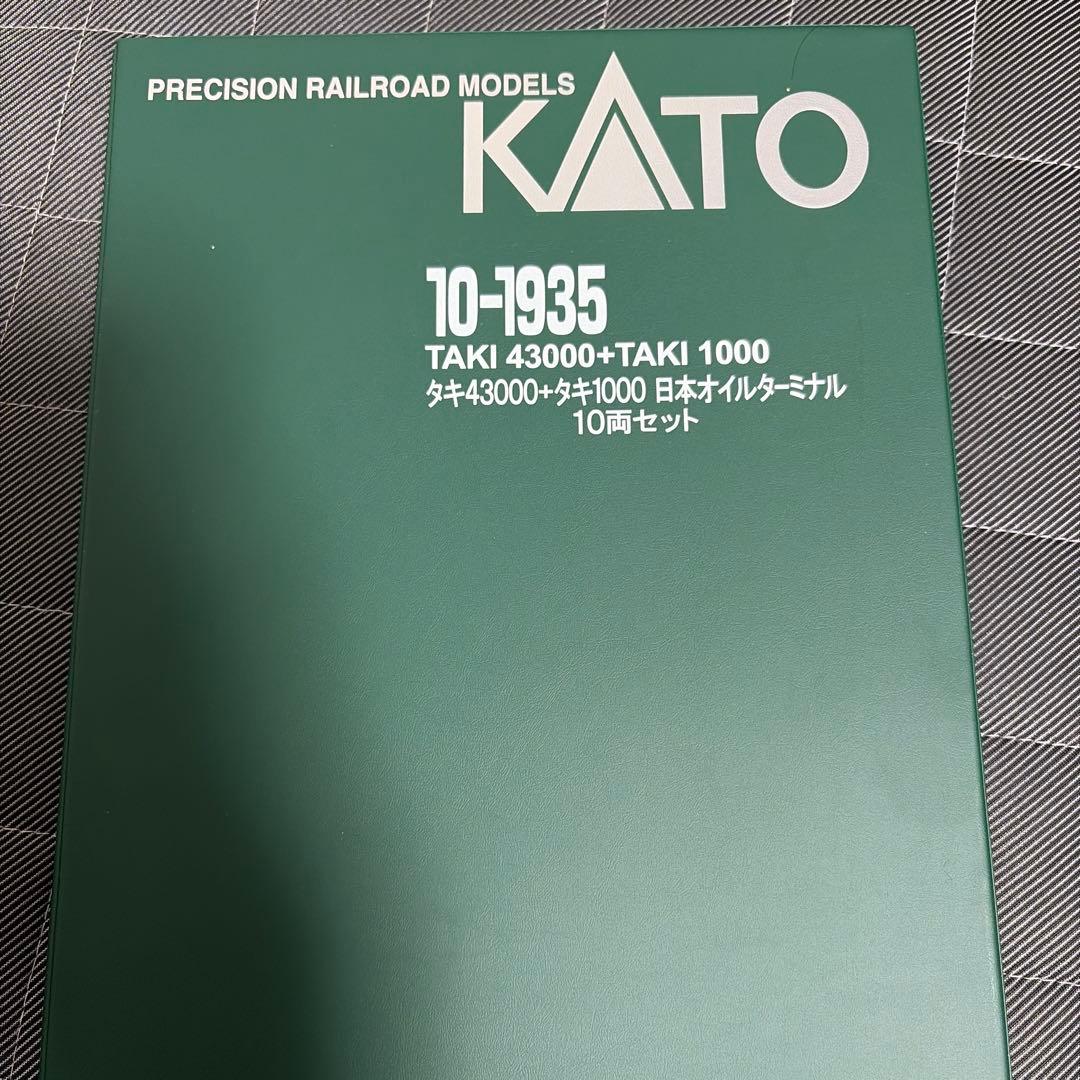 PRECISION RAILROAD MODELS
KATO
10-1935
TAKI 43000+TAKI 1000
タキ43000+タキ1000 日本オイルターミナル
10両セット